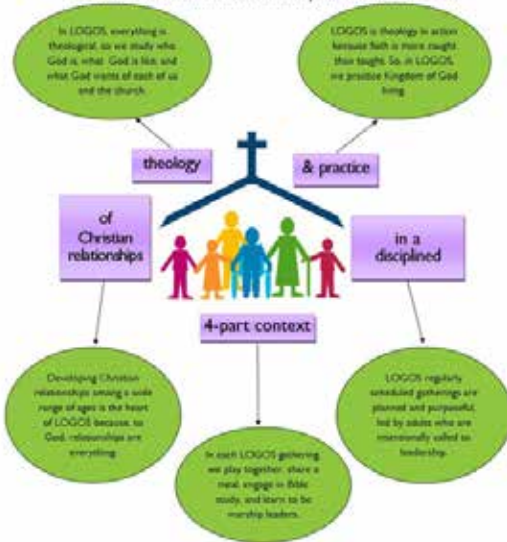 In LOGOS, everything is
theological, so we study who
God is, what God is like, and
what God wants of each of us
and the church.
LOGOS is theology in action
because faith is more caught
than taught. So, in LOGOS,
we practice Kingdom of God
living.
theology
& practice
of
Christian
relationships
in a
disciplined
4-part context
Developing Christian
relationships among a wide
range of ages is the heart
of LOGOS because, to
God, relationships are
everything.
LOGOS regularly
scheduled gatherings are
planned and purposeful,
led by adults who are
intentionally called to
leadership.
In each LOGOS gathering
we play together, share a
meal, engage in Bible
study, and learn to be
worship leaders.